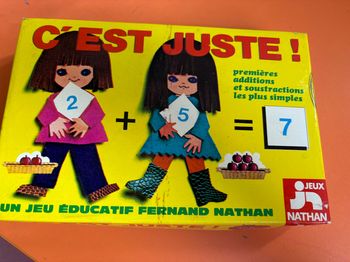 C'EST JUSTE !
premières
additions
et soustractions
les plus simples
2 + 5 = 7
UN JEU ÉDUCATIF FERNAND NATHAN
JEUX
NATHAN